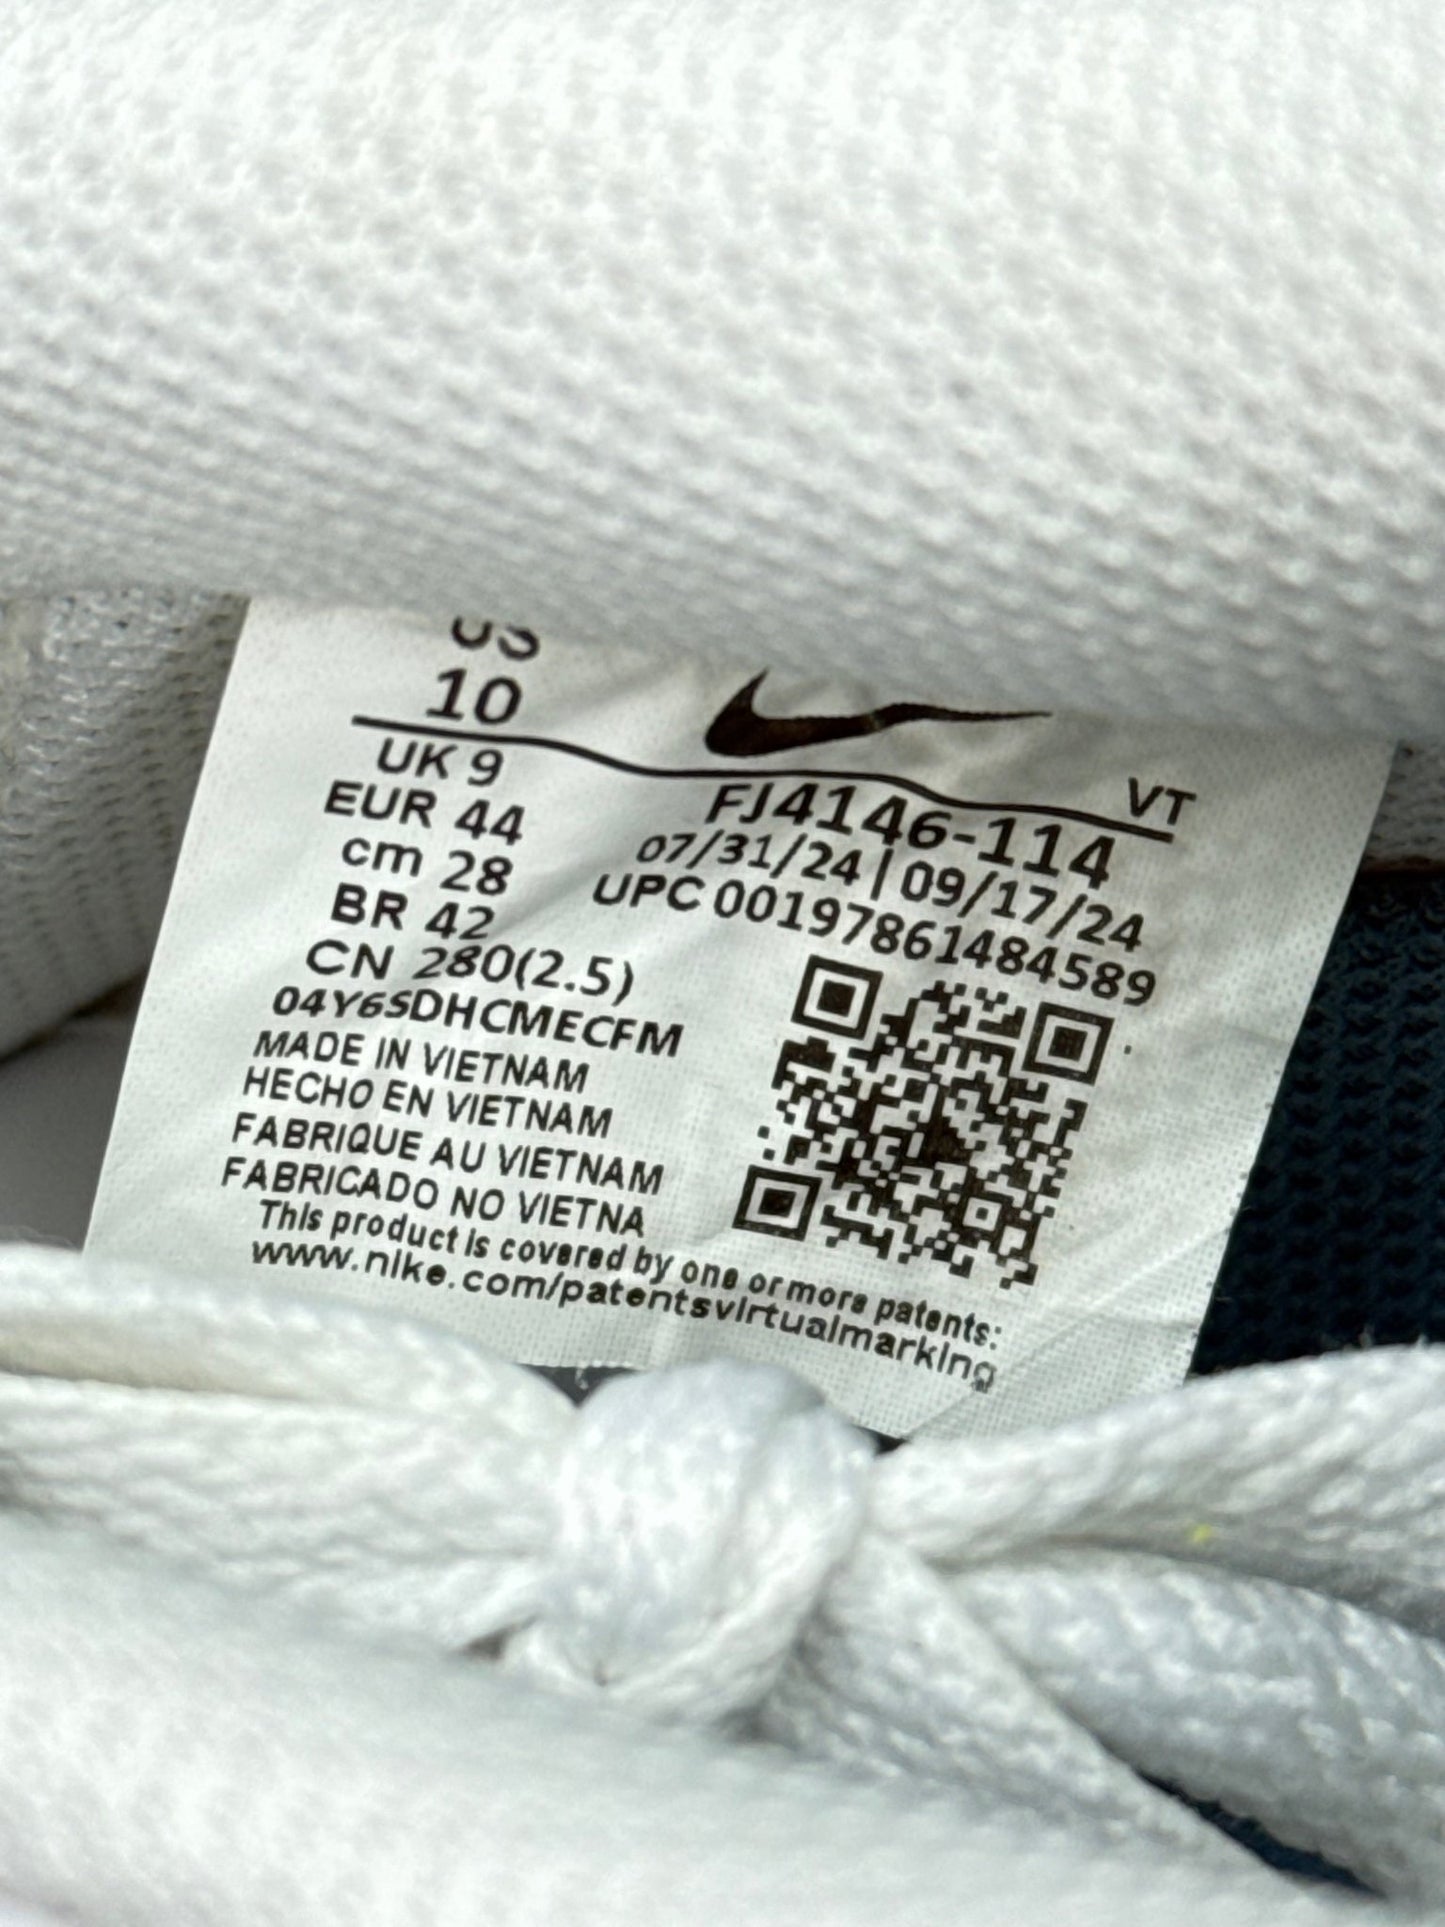 US
10
VT
UK 9
EUR 44
cm 28
BR 42
CN 280(2.5)
04Y6SDHCMECFM
FJ4146-114
07/31/24 | 09/17/24
UPC 00197861484589
MADE IN VIETNAM
HECHO EN VIETNAM
FABRIQUE AU VIETNAM
FABRICADO NO VIETNA
This product is covered by one or more patents:
www.nike.com/patentsvirtualmarking